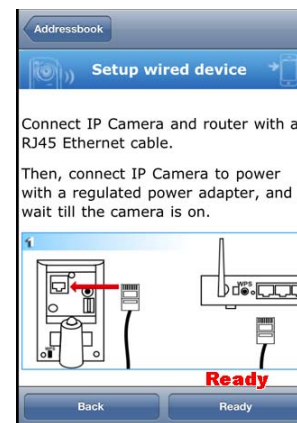 Addressbook
Setup wired device
Connect IP Camera and router with a
RJ45 Ethernet cable.
Then, connect IP Camera to power
with a regulated power adapter, and
wait till the camera is on.
1
WPS
Ready
Back
Ready